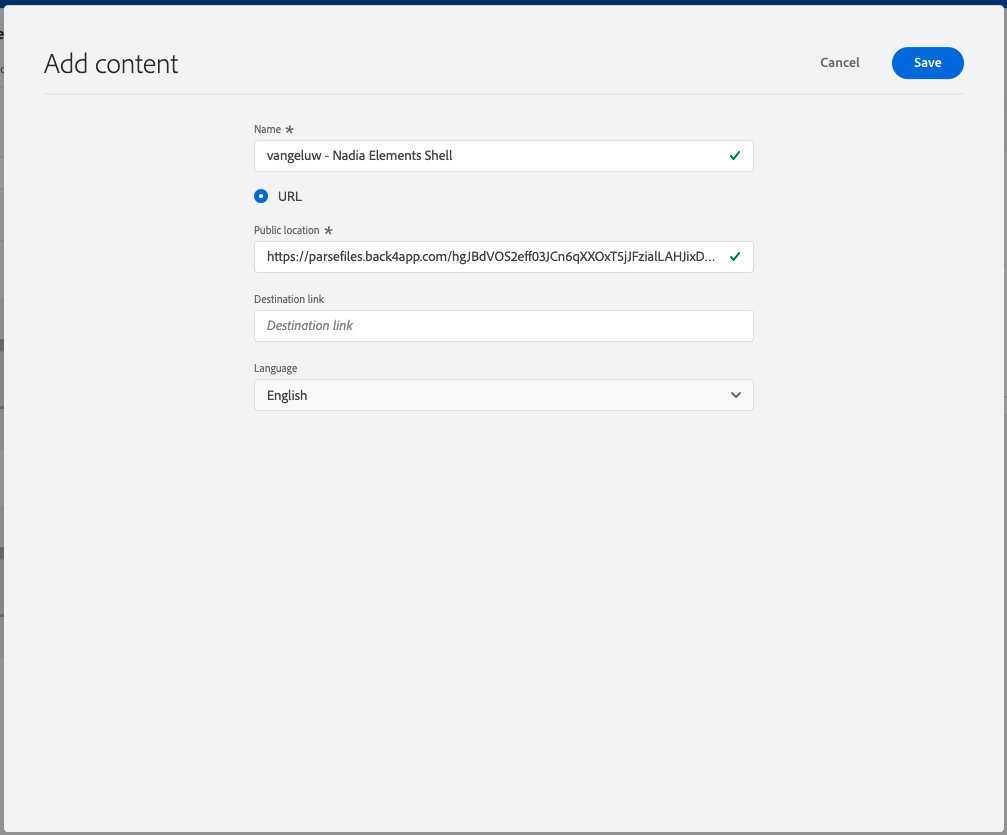 Add content
Cancel
Save
Name *
vangeluw - Nadia Elements Shell
URL
Public location *
https://parsefiles.back4app.com/hgJBdVOS2eff03JCn6qXXOxT5jJFzialLAHJixD...
Destination link
Destination link
Language
English